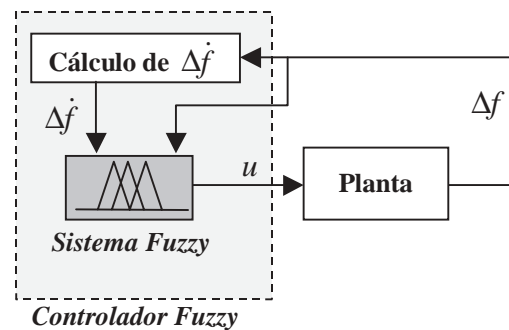 Cálculo de Δḟ
Δḟ
Δf
u
Planta
Sistema Fuzzy
Controlador Fuzzy